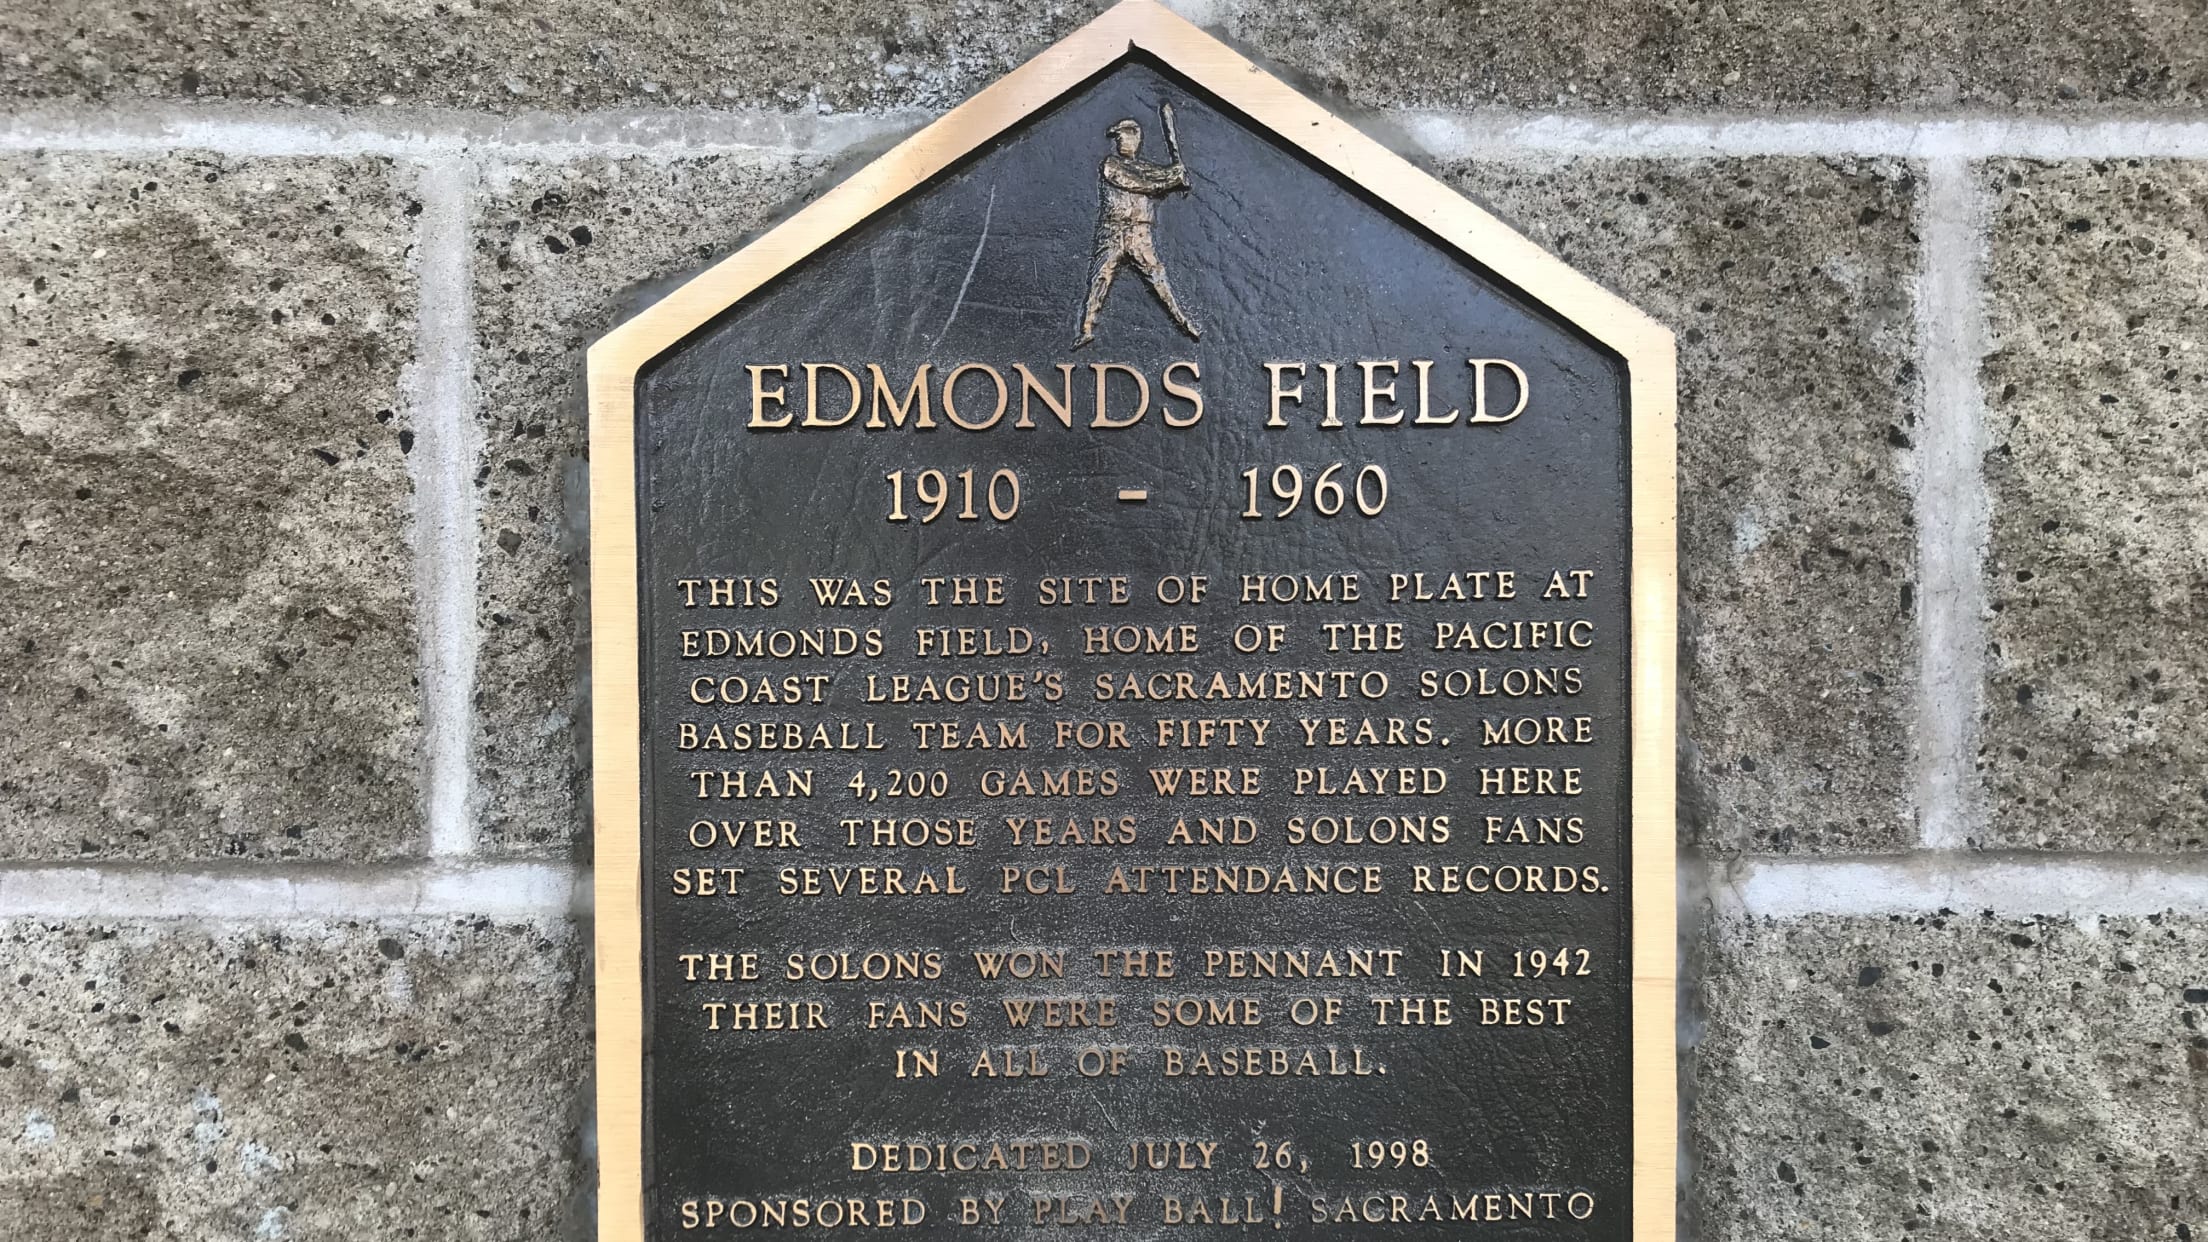 EDMONDS FIELD
1910 - 1960
THIS WAS THE SITE OF HOME PLATE AT
EDMONDS FIELD, HOME OF THE PACIFIC
COAST LEAGUE'S SACRAMENTO SOLONS
BASEBALL TEAM FOR FIFTY YEARS. MORE
THAN 4,200 GAMES WERE PLAYED HERE
OVER THOSE YEARS AND SOLONS FANS
SET SEVERAL PCL ATTENDANCE RECORDS.
THE SOLONS WON THE PENNANT IN 1942
THEIR FANS WERE SOME OF THE BEST
IN ALL OF BASEBALL.
DEDICATED JULY 26, 1998
SPONSORED BY PLAY BALL! SACRAMENTO